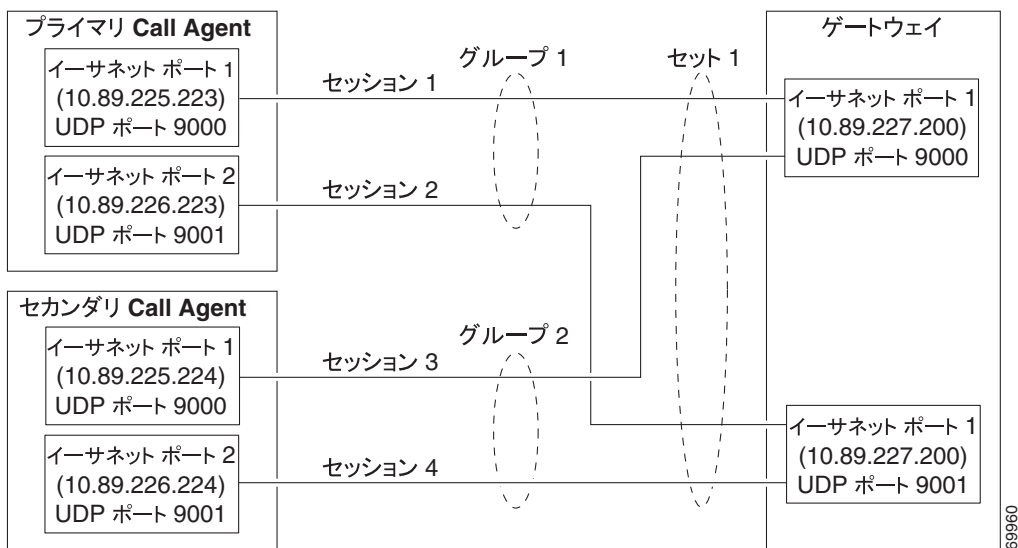 プライマリ Call Agent
イーサネット ポート 1
(10.89.225.223)
UDP ポート 9000
イーサネット ポート 2
(10.89.226.223)
UDP ポート 9001
セカンダリ Call Agent
イーサネット ポート 1
(10.89.225.224)
UDP ポート 9000
イーサネット ポート 2
(10.89.226.224)
UDP ポート 9001
セッション 1
セッション 2
セッション 3
セッション 4
グループ 1
グループ 2
セット 1
ゲートウェイ
イーサネット ポート 1
(10.89.227.200)
UDP ポート 9000
イーサネット ポート 1
(10.89.227.200)
UDP ポート 9001
69960